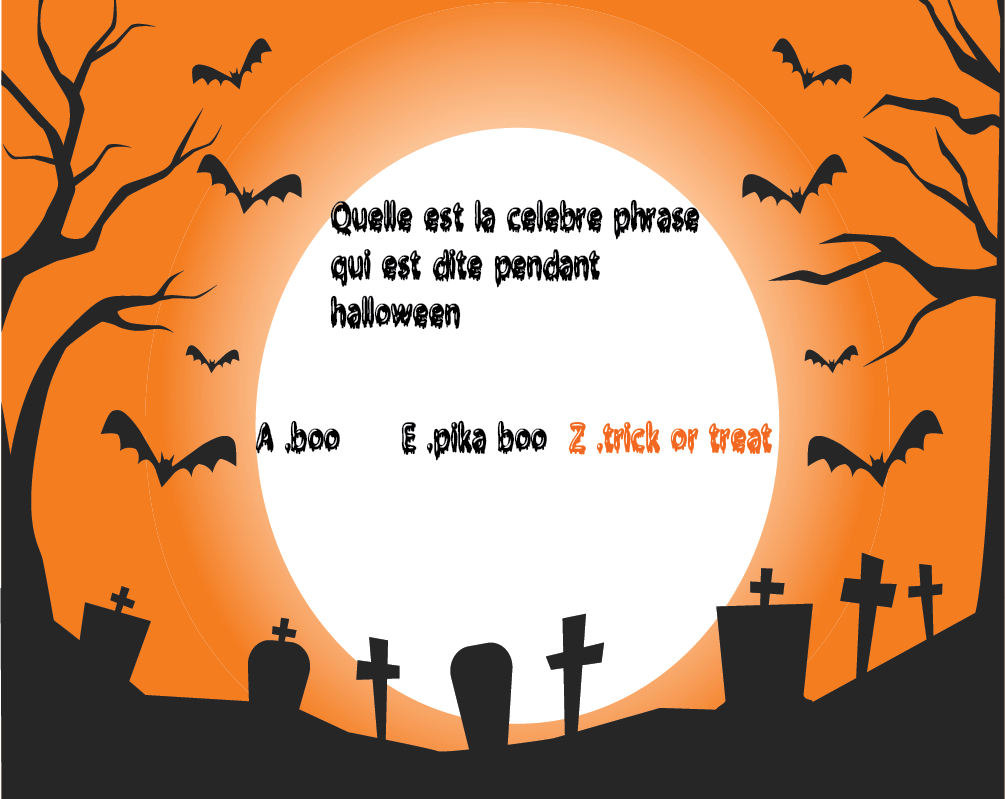 Quelle est la celebre phrase
qui est dite pendant
halloween
A .boo E .pika boo Z .trick or treat